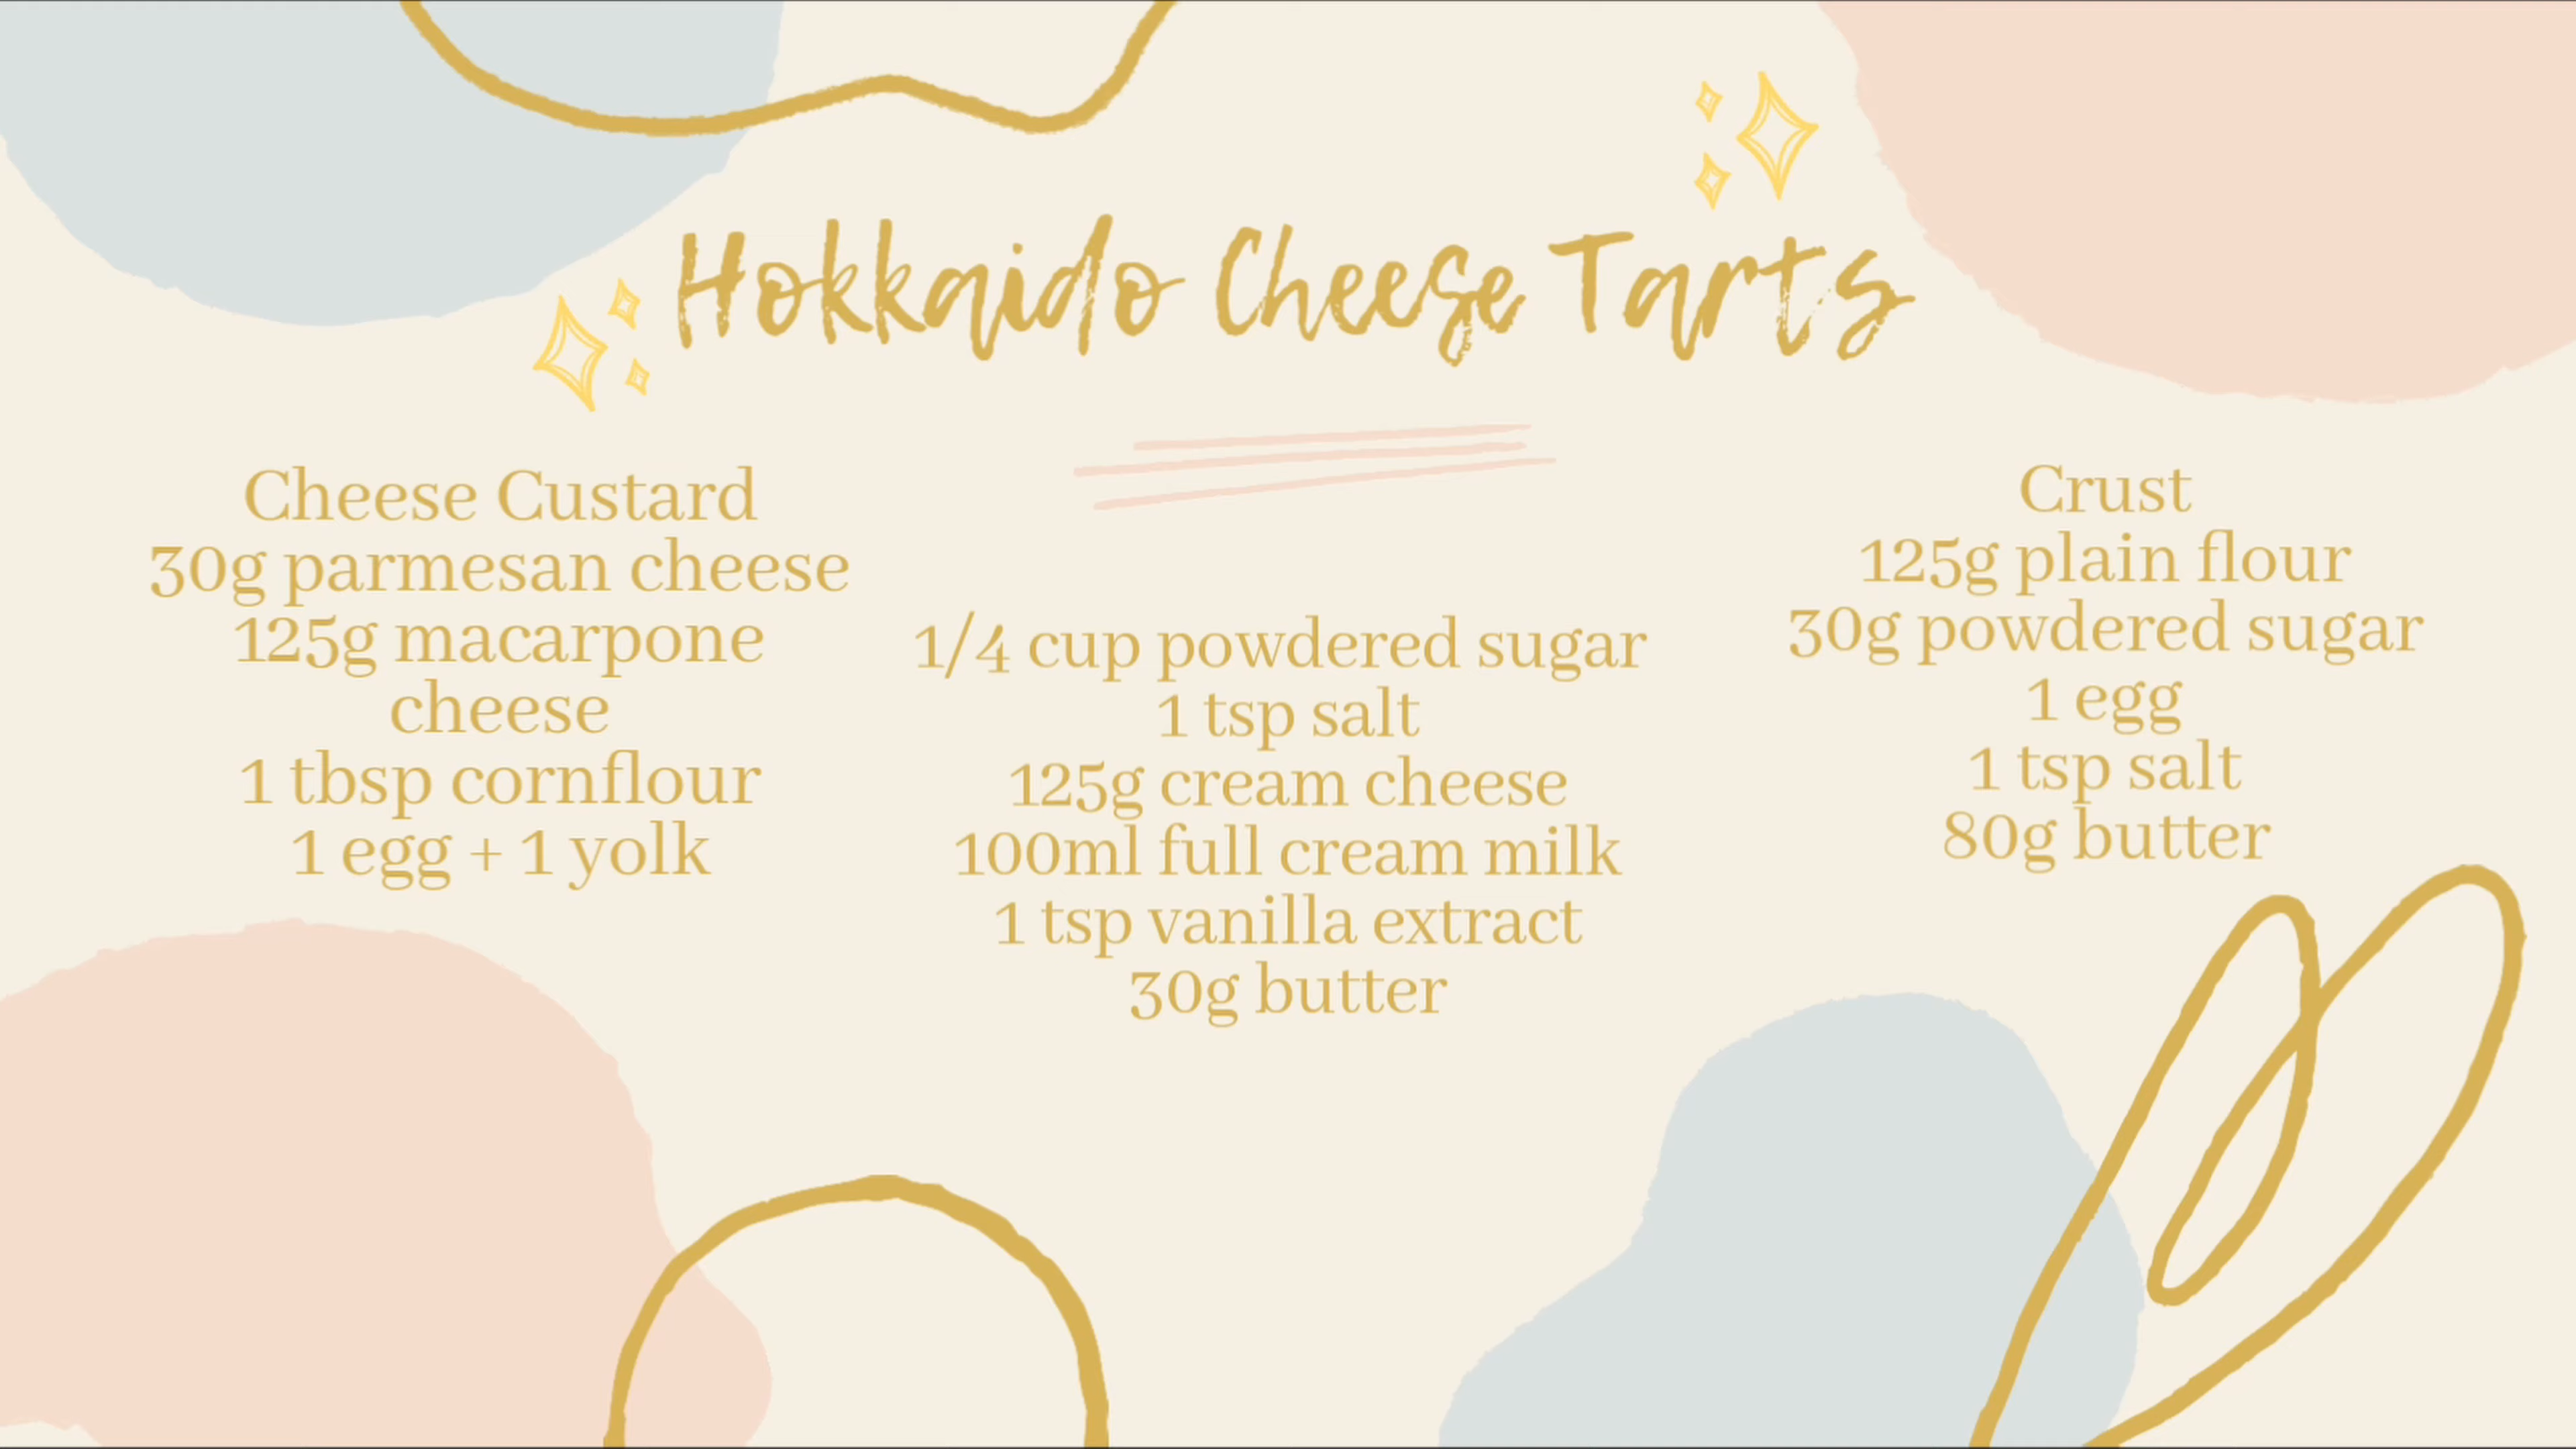 Hokkaido Cheese Tarts
Cheese Custard
30g parmesan cheese
125g macarpone
cheese
1 tbsp cornflour
1 egg + 1 yolk
1/4 cup powdered sugar
1 tsp salt
125g cream cheese
100ml full cream milk
1 tsp vanilla extract
30g butter
Crust
125g plain flour
30g powdered sugar
1 egg
1 tsp salt
80g butter